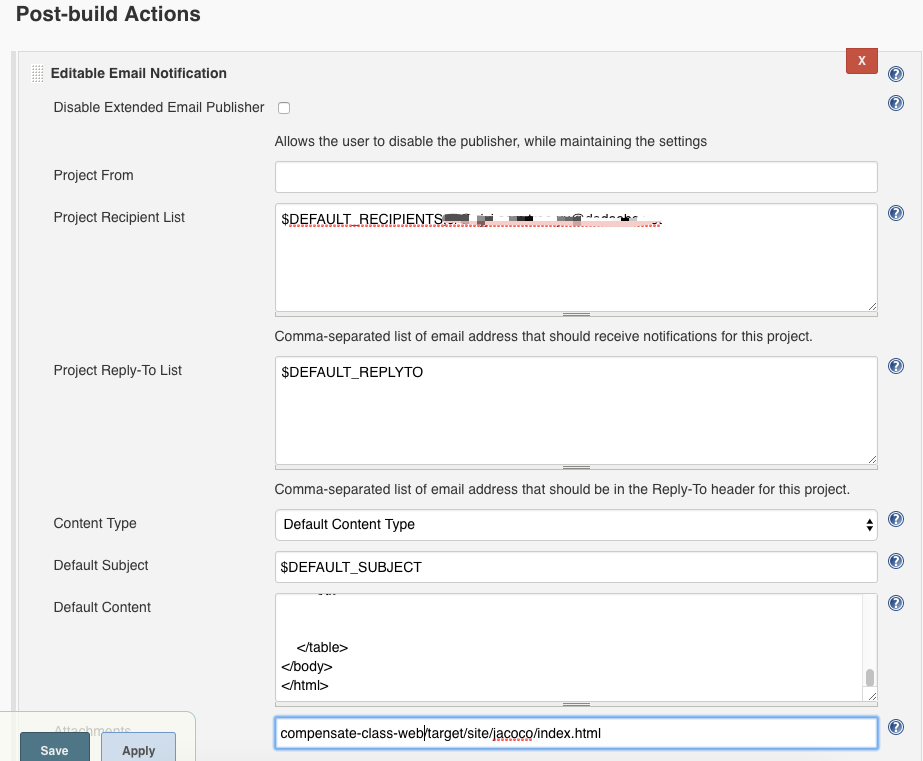 Post-build Actions
Editable Email Notification
X
Disable Extended Email Publisher
Allows the user to disable the publisher, while maintaining the settings
Project From
Project Recipient List
$DEFAULT_RECIPIENTS
Comma-separated list of email address that should receive notifications for this project.
Project Reply-To List
$DEFAULT_REPLYTO
Comma-separated list of email address that should be in the Reply-To header for this project.
Content Type
Default Content Type
Default Subject
$DEFAULT_SUBJECT
Default Content
</table>
</body>
</html>
Attachments
compensate-class-web/target/site/jacoco/index.html
Save
Apply